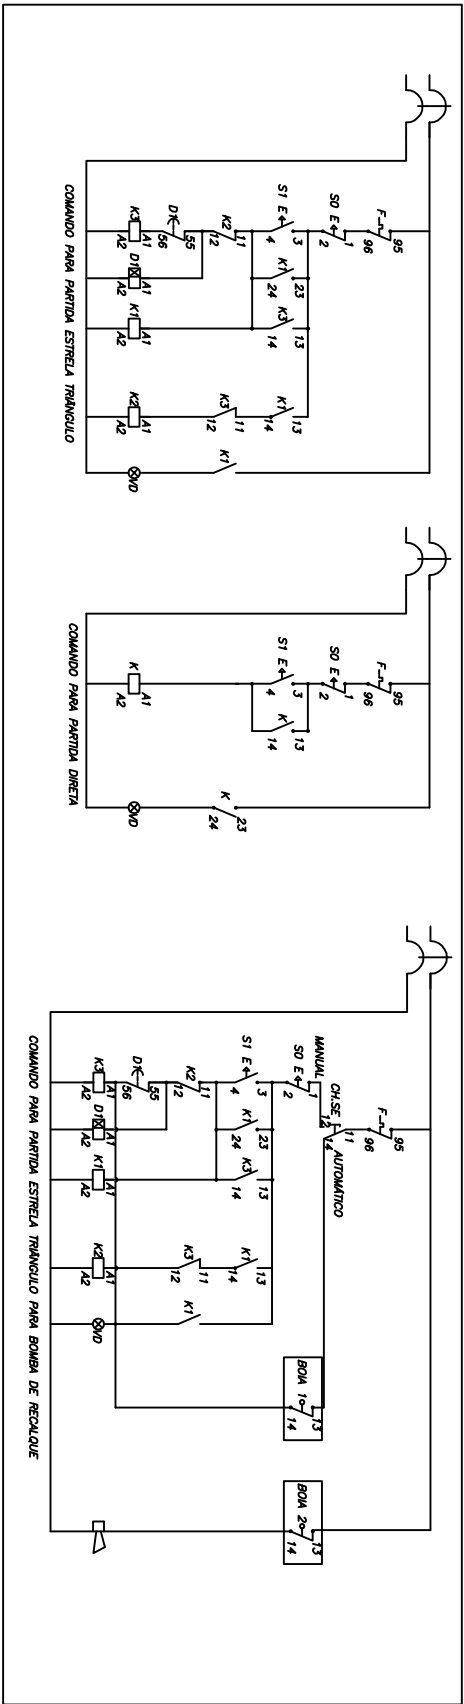 F
95
96
S0 E
1
2
S1 E
3
4
K1
23
24
K3
13
14
K2
11
12
D1
55
56
K3
A1
A2
D1
A1
A2
K1
A1
A2
K1
13
14
K3
11
12
K2
A1
A2
K1
VD
COMANDO PARA PARTIDA ESTRELA TRIÂNGULO
F
95
96
S0 E
1
2
S1 E
3
4
K
13
14
K
A1
A2
K
23
24
VD
COMANDO PARA PARTIDA DIRETA
F
95
96
CH.SE
11
12
14
MANUAL
AUTOMÁTICO
S0 E
1
2
S1 E
3
4
K1
23
24
K3
13
14
K2
11
12
D1
55
56
K3
A1
A2
D1
A1
A2
K1
A1
A2
K1
13
14
K3
11
12
K2
A1
A2
K1
VD
BOIA 1
13
14
BOIA 2
13
14
COMANDO PARA PARTIDA ESTRELA TRIÂNGULO PARA BOMBA DE RECALQUE